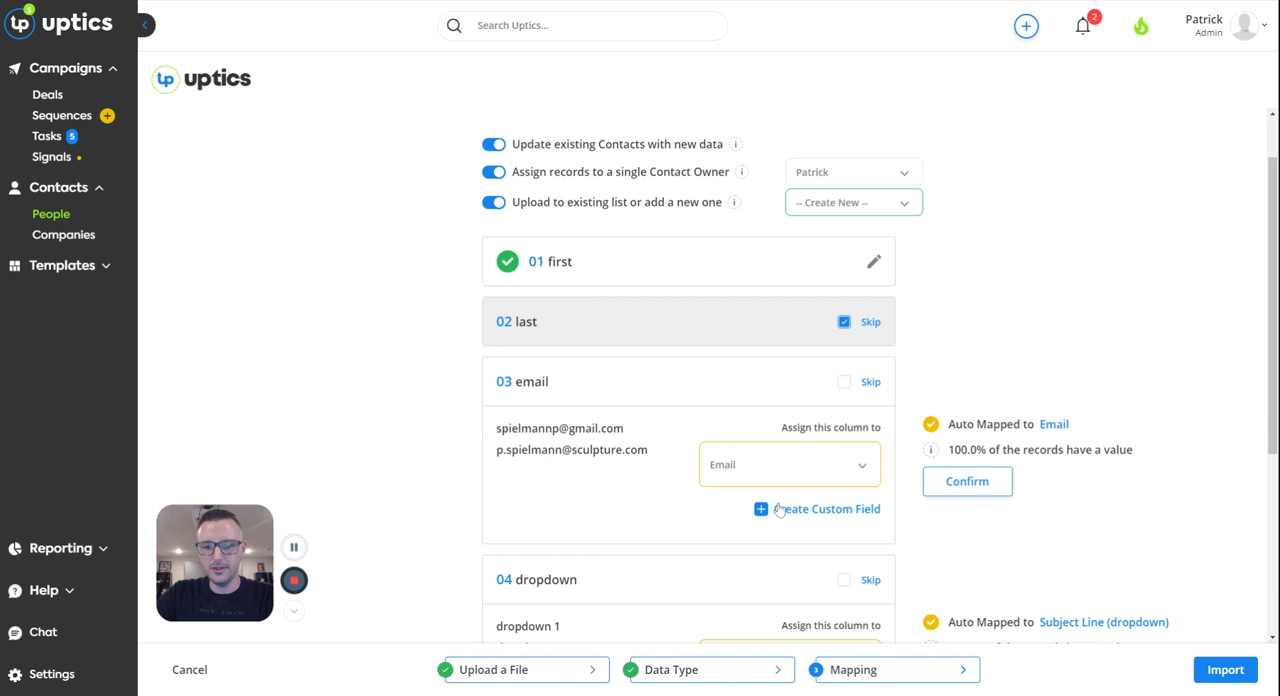 up uptics
Search Uptics...
2
Patrick
Admin
Campaigns
Deals
Sequences
Tasks 5
Signals
Contacts
People
Companies
Templates
Reporting
Help
Chat
Settings
up uptics
Update existing Contacts with new data
Assign records to a single Contact Owner
Patrick
Upload to existing list or add a new one
-- Create New --
01 first
02 last
Skip
03 email
Skip
spielmannp@gmail.com
Assign this column to
p.spielmann@sculpture.com
Email
Create Custom Field
Auto Mapped to Email
100.0% of the records have a value
Confirm
04 dropdown
Skip
dropdown 1
Assign this column to
Auto Mapped to Subject Line (dropdown)
Cancel
Upload a File
Data Type
3 Mapping
Import